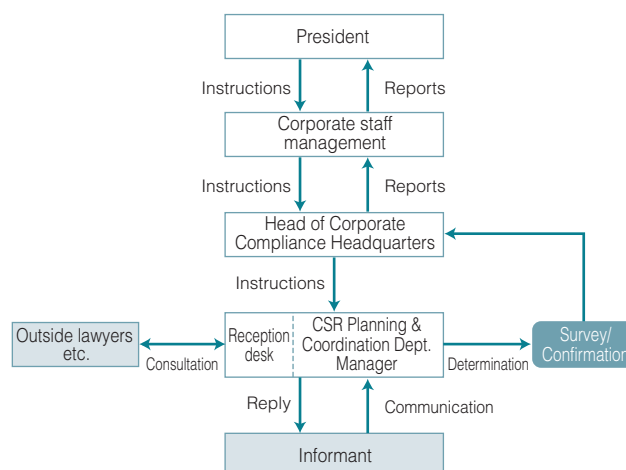 President
Instructions
Reports
Corporate staff
management
Instructions
Reports
Head of Corporate
Compliance Headquarters
Instructions
Outside lawyers
etc.
Consultation
Reception
desk
CSR Planning &
Coordination Dept.
Manager
Determination
Survey/
Confirmation
Reply
Communication
Informant